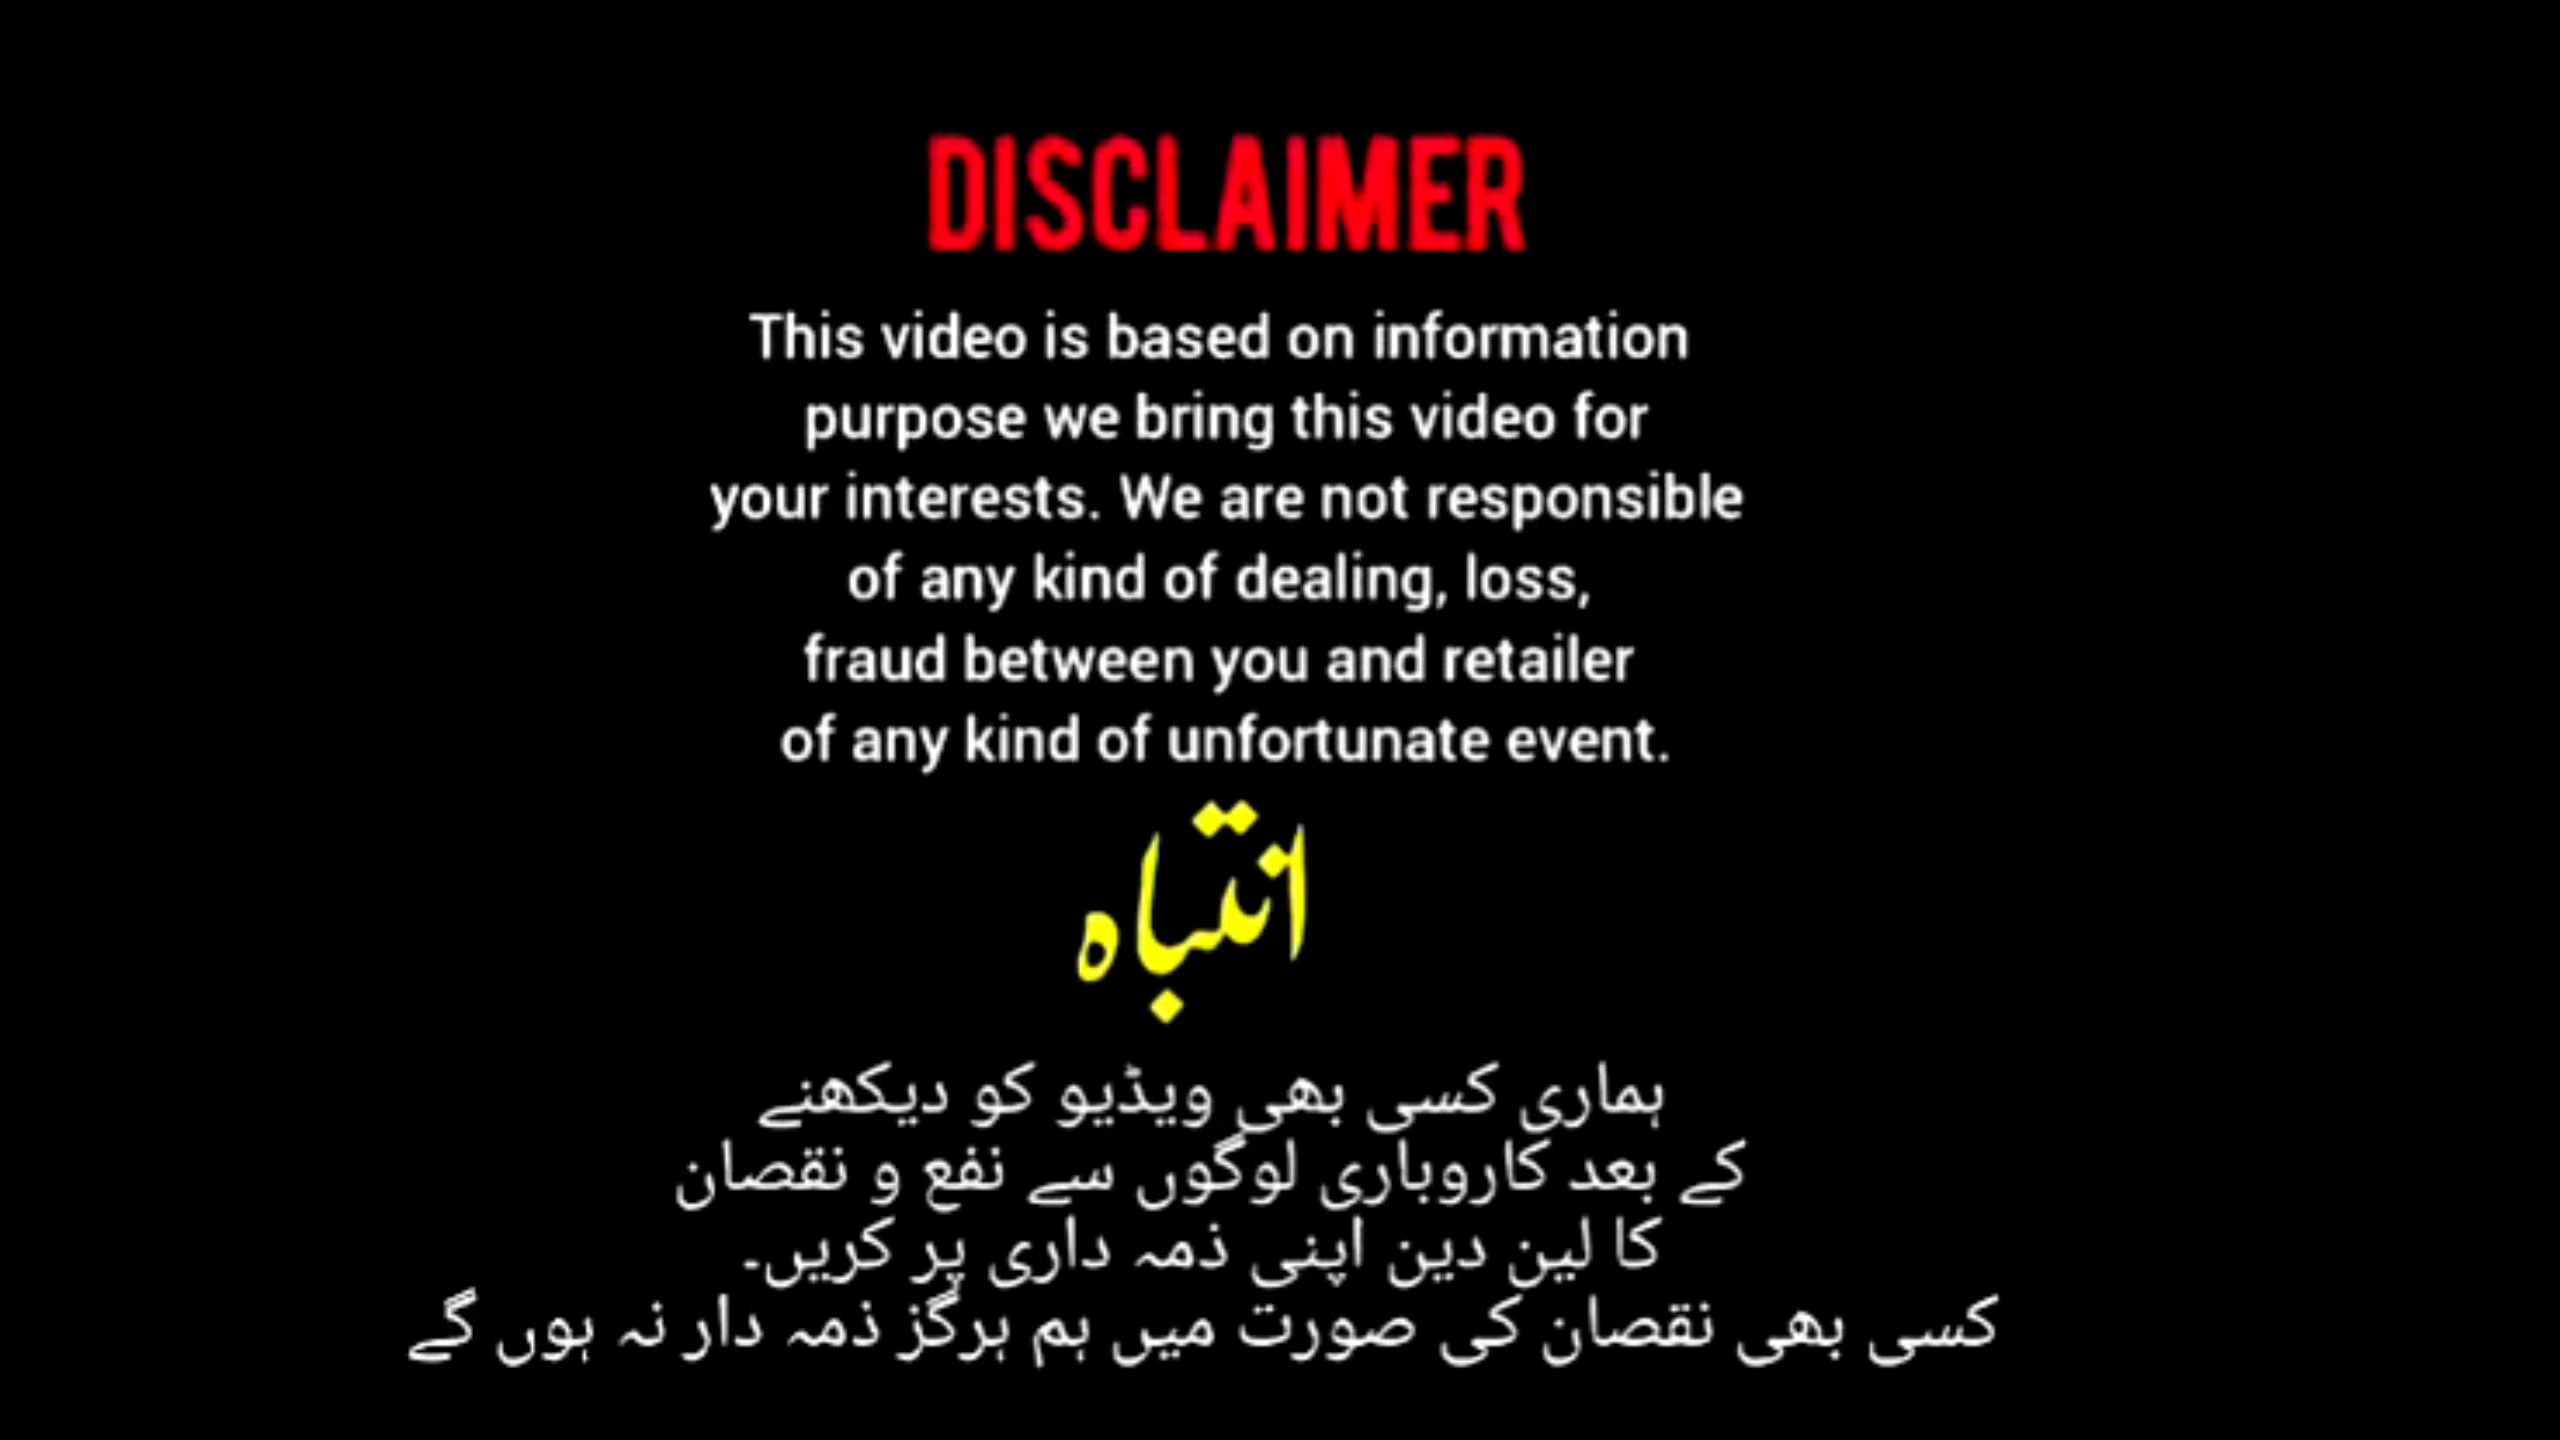 DISCLAIMER
This video is based on information
purpose we bring this video for
your interests. We are not responsible
of any kind of dealing, loss,
fraud between you and retailer
of any kind of unfortunate event.
انتباہ
ہماری کسی بھی ویڈیو کو دیکھنے
کے بعد کاروباری لوگوں سے نفع و نقصان
کا لین دین اپنی ذمہ داری پر کریں۔
کسی بھی نقصان کی صورت میں ہم ہرگز ذمہ دار نہ ہوں گے